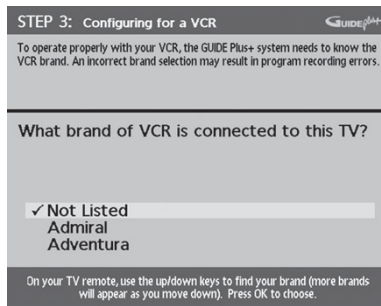 STEP 3: Configuring for a VCR
GUIDE Plus+
To operate properly with your VCR, the GUIDE Plus+ system needs to know the
VCR brand. An incorrect brand selection may result in program recording errors.
What brand of VCR is connected to this TV?
✓ Not Listed
Admiral
Adventura
On your TV remote, use the up/down keys to find your brand (more brands
will appear as you move down). Press OK to choose.